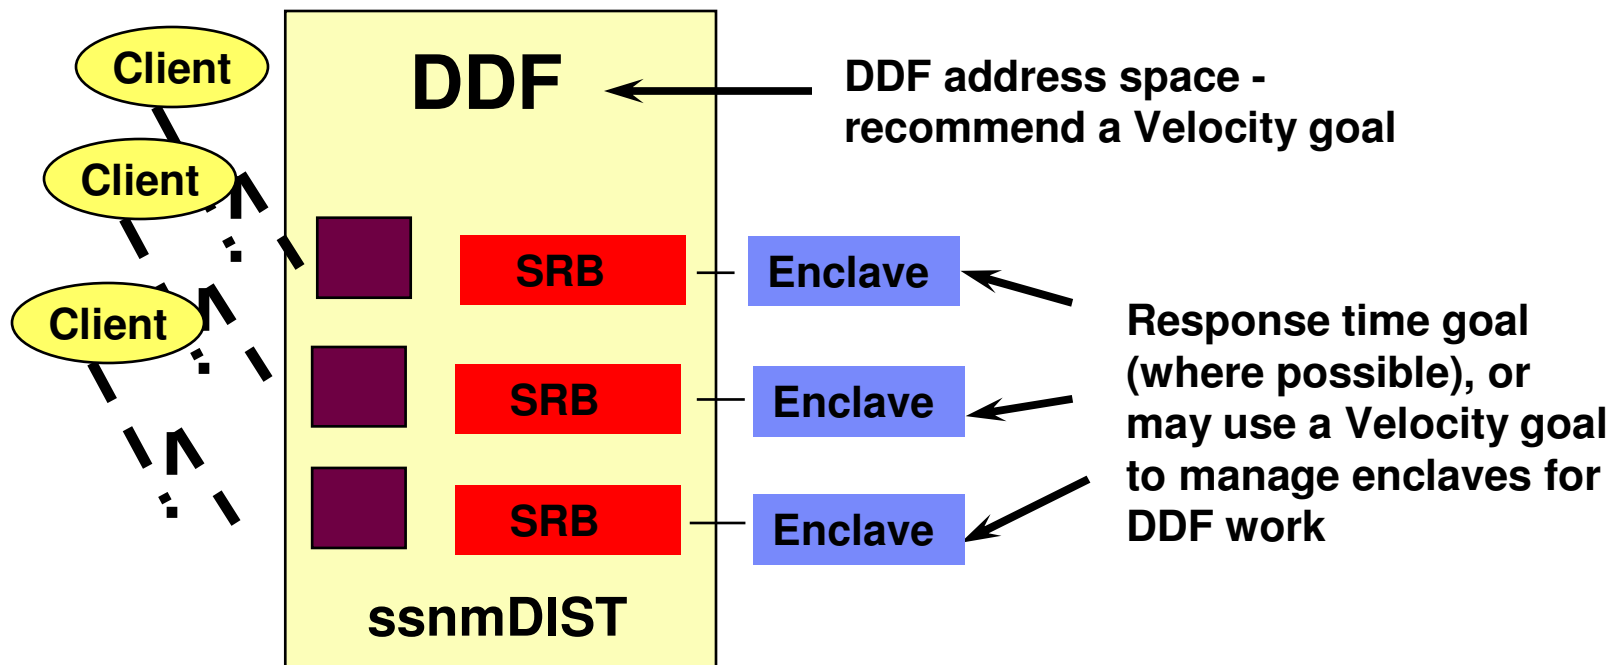 Client
Client
Client
DDF
SRB
SRB
SRB
ssnmDIST
Enclave
Enclave
Enclave
DDF address space -
recommend a Velocity goal
Response time goal
(where possible), or
may use a Velocity goal
to manage enclaves for
DDF work